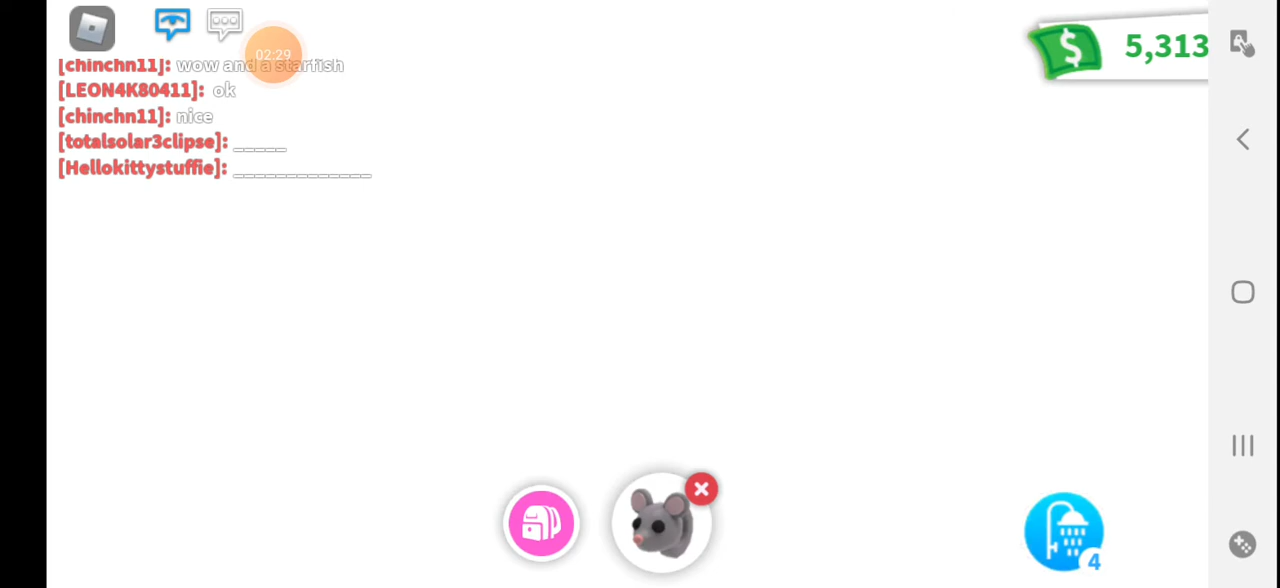 02:29
5,313
[chinchn11]: wow and a starfish
[LEON4K80411]: ok
[chinchn11]: nice
[totalsolar3clipse]: _____
[Hellokittystuffie]: _____________
4